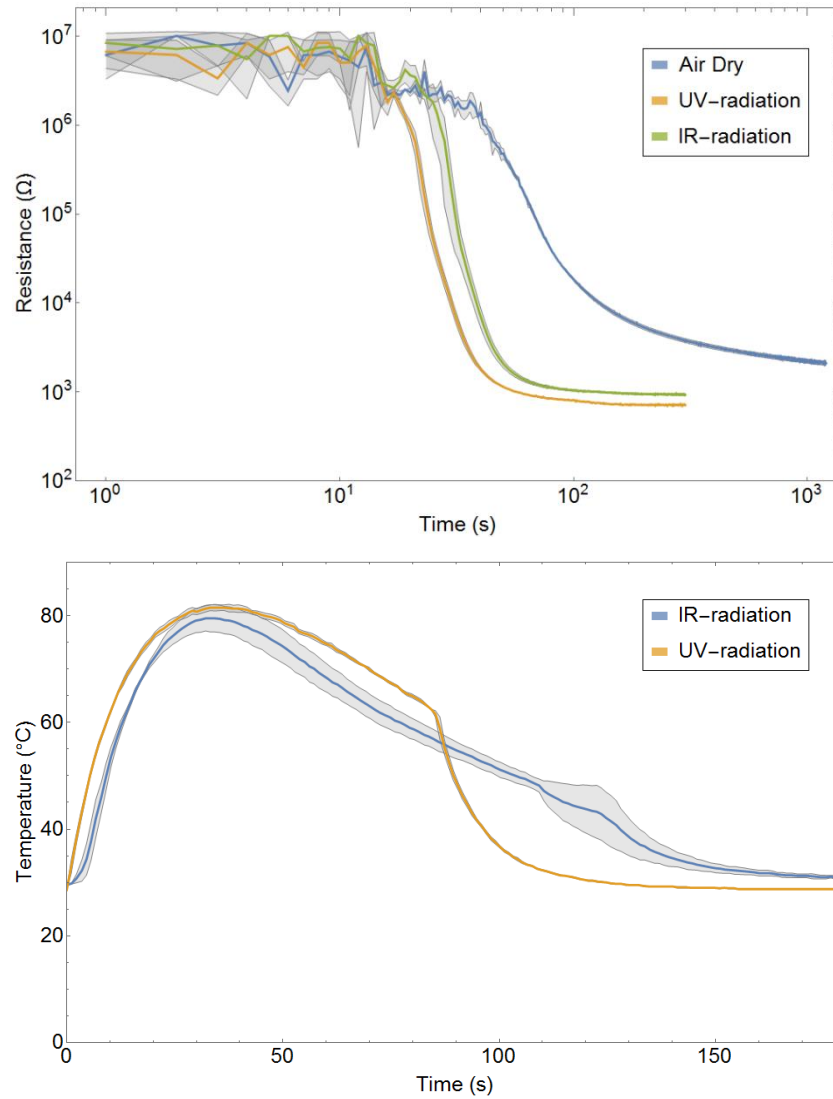 10⁷
10⁶
10⁵
10⁴
10³
10²
Resistance (Ω)
Air Dry
UV−radiation
IR−radiation
10⁰
10¹
10²
10³
Time (s)
80
60
40
20
0
Temperature (°C)
IR−radiation
UV−radiation
0
50
100
150
Time (s)